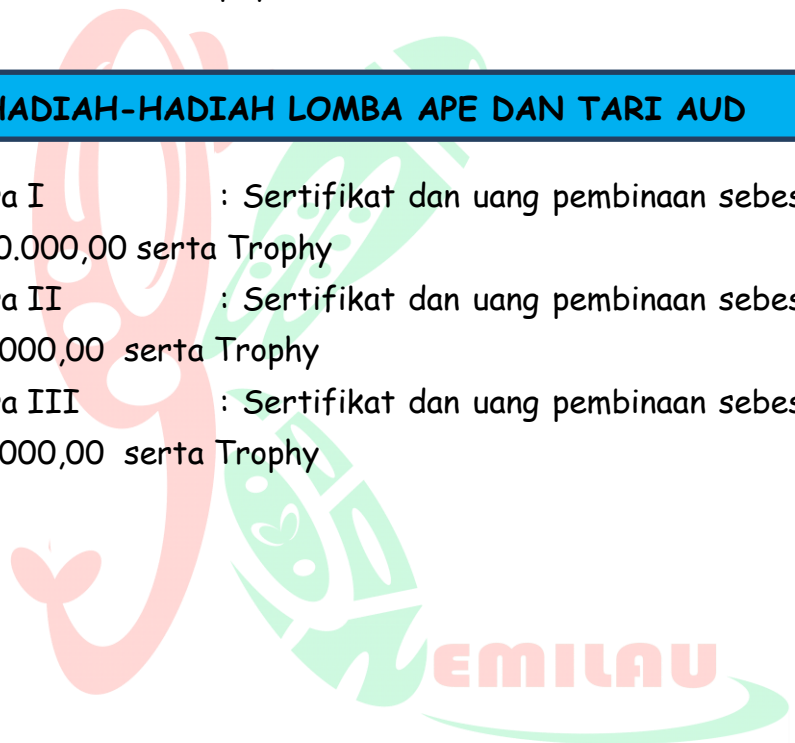 HADIAH-HADIAH LOMBA APE DAN TARI AUD
a I : Sertifikat dan uang pembinaan sebes
0.000,00 serta Trophy
a II : Sertifikat dan uang pembinaan sebes
000,00 serta Trophy
a III : Sertifikat dan uang pembinaan sebes
000,00 serta Trophy
EMILAU